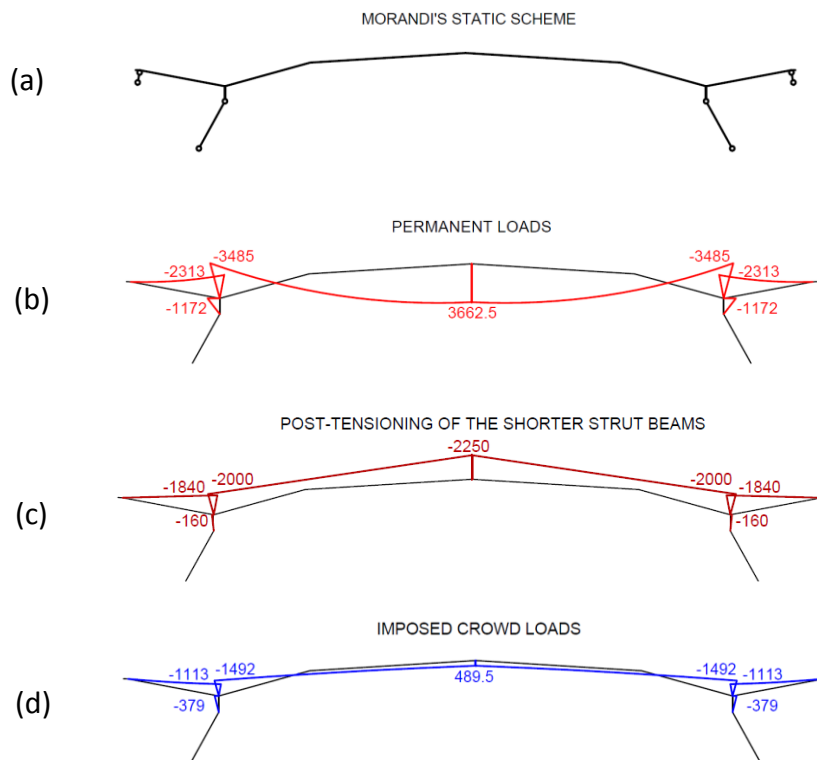 MORANDI'S STATIC SCHEME
(a)
PERMANENT LOADS
-3485 -3485
-2313 -2313
(b)
-1172 3662.5 -1172
POST-TENSIONING OF THE SHORTER STRUT BEAMS
-2250
-1840 -2000 -2000 -1840
(c)
-160 -160
IMPOSED CROWD LOADS
-1113 -1492 489.5 -1492 -1113
(d)
-379 -379